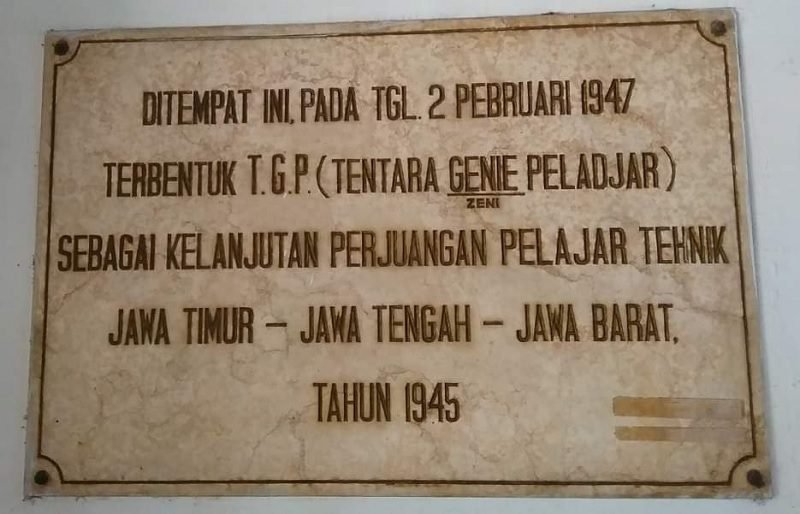 DITEMPAT INI, PADA TGL. 2 PEBRUARI 1947
TERBENTUK T.G.P. (TENTARA GENIE PELADJAR)
ZENI
SEBAGAI KELANJUTAN PERJUANGAN PELAJAR TEHNIK
JAWA TIMUR – JAWA TENGAH – JAWA BARAT,
TAHUN 1945